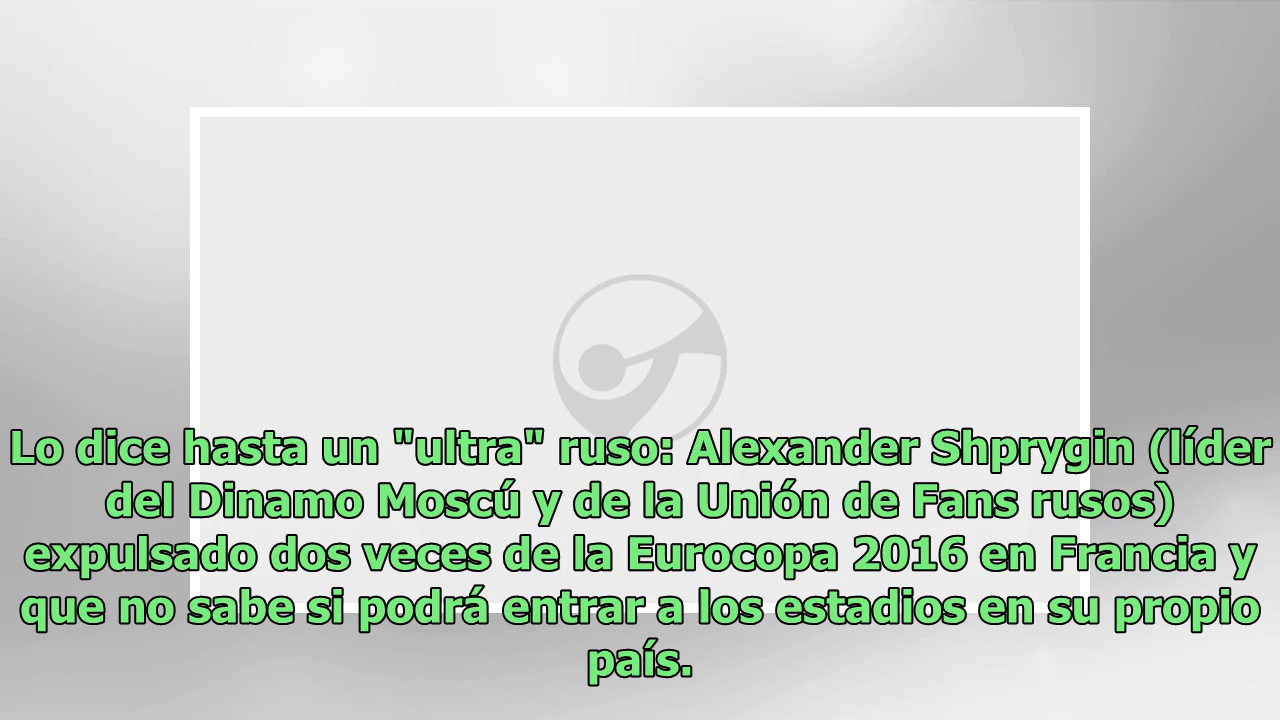 Lo dice hasta un "ultra" ruso: Alexander Shprygin (líder
del Dinamo Moscú y de la Unión de Fans rusos)
expulsado dos veces de la Eurocopa 2016 en Francia y
que no sabe si podrá entrar a los estadios en su propio
país.